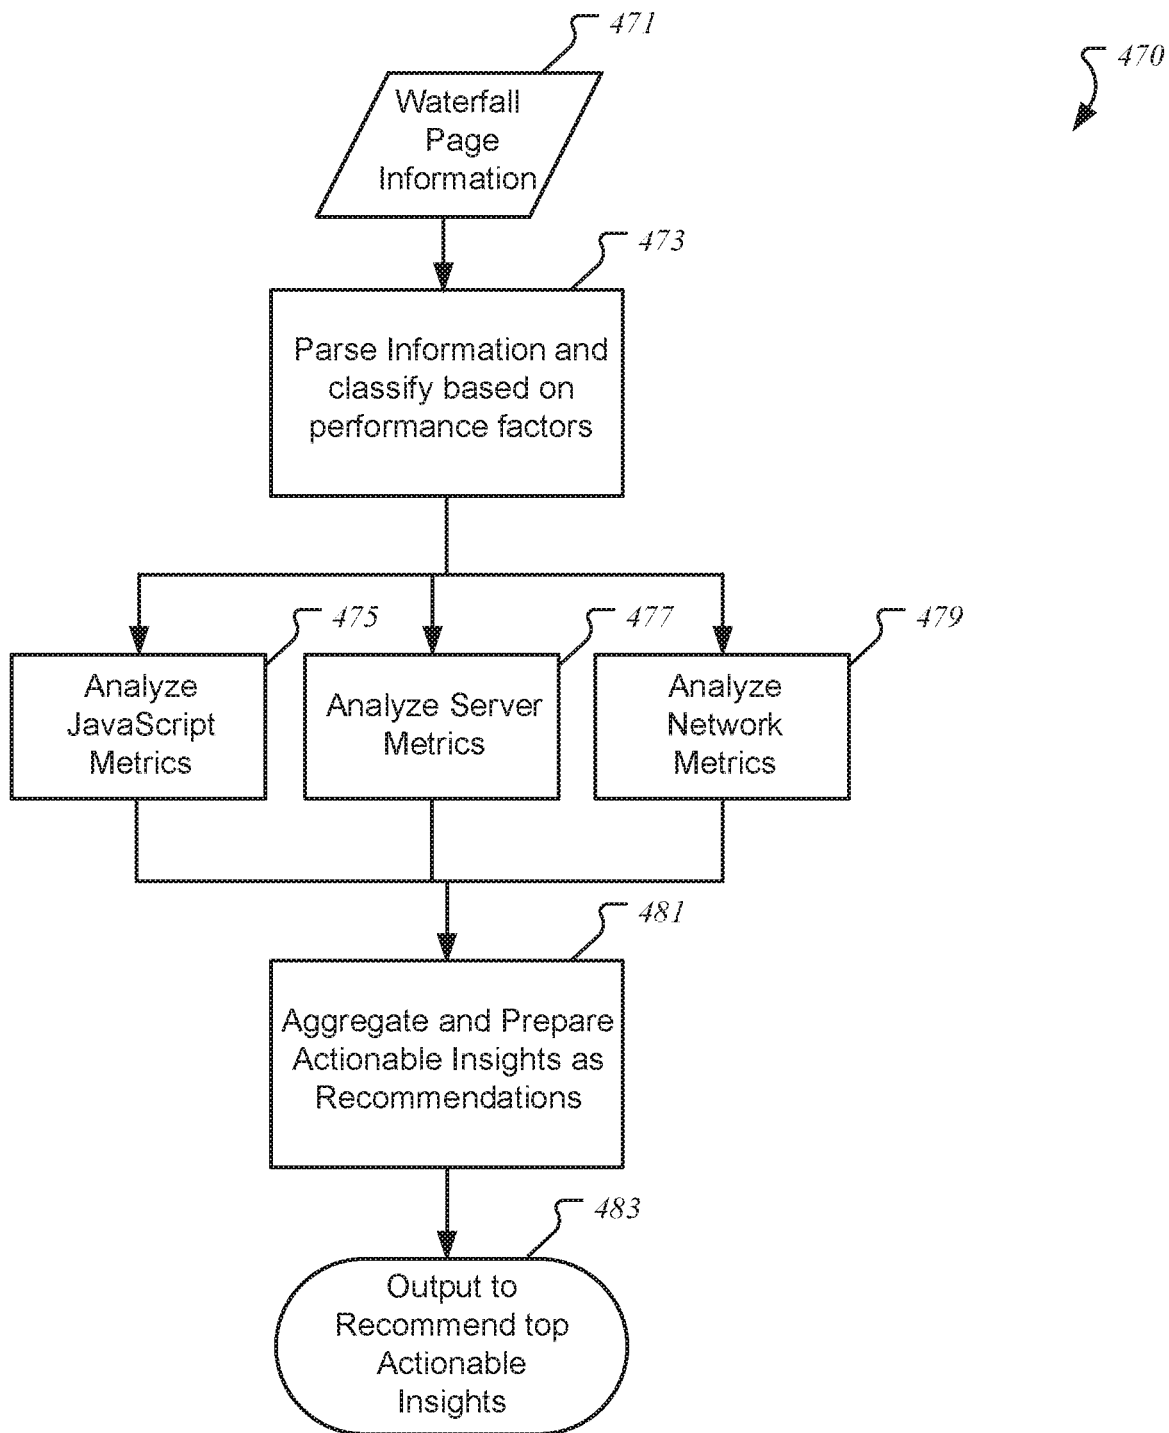 471
470
Waterfall
Page
Information
473
Parse Information and
classify based on
performance factors
475
477
479
Analyze
JavaScript
Metrics
Analyze Server
Metrics
Analyze
Network
Metrics
481
Aggregate and Prepare
Actionable Insights as
Recommendations
483
Output to
Recommend top
Actionable
Insights